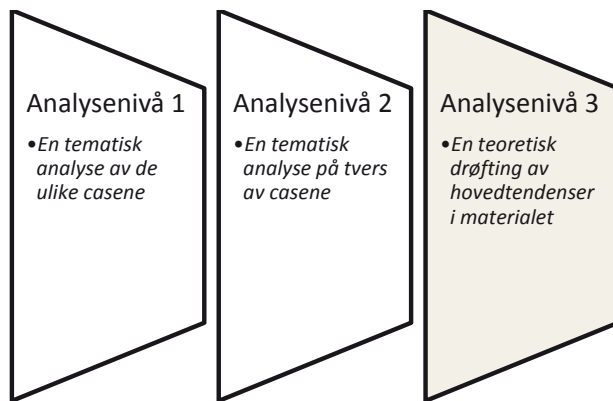 Analysenivå 1
•En tematisk
analyse av de
ulike casene
Analysenivå 2
•En tematisk
analyse på tvers
av casene
Analysenivå 3
•En teoretisk
drøfting av
hovedtendenser
i materialet